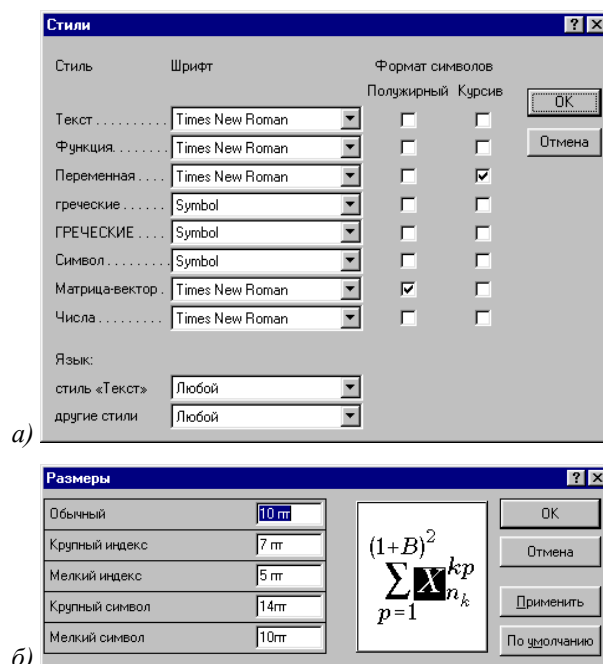 Стили
Стиль Шрифт Формат символов
Полужирный Курсив
OK
Текст . . . . . . . . . . Times New Roman
Функция. . . . . . . . Times New Roman
Отмена
Переменная . . . . Times New Roman
греческие . . . . . . Symbol
ГРЕЧЕСКИЕ . . . . Symbol
Символ . . . . . . . . . Symbol
Матрица-вектор . Times New Roman
Числа . . . . . . . . . Times New Roman
Язык:
стиль «Текст» Любой
другие стили Любой
а)
Размеры
Обычный 10 пт
OK
Крупный индекс 7 пт
Отмена
Мелкий индекс 5 пт
Крупный символ 14пт
Применить
Мелкий символ 10пт
По умолчанию
(1+B)²
∑ X kp
n k
p=1
б)